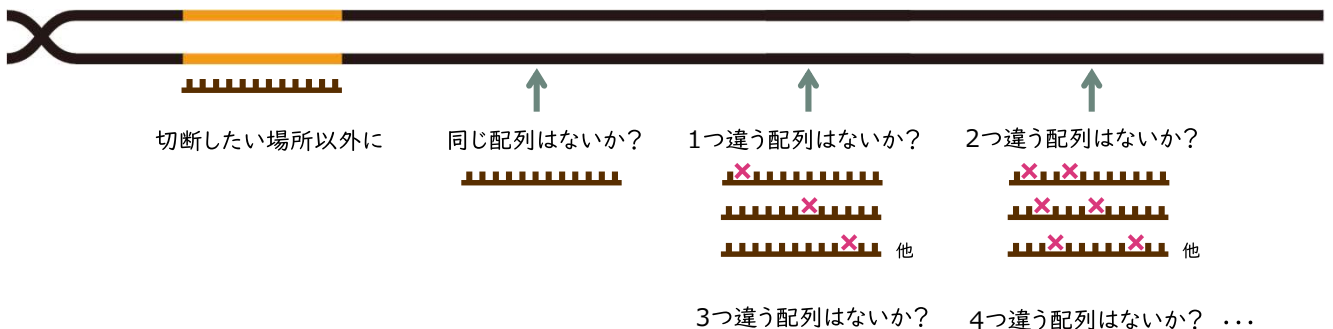 切断したい場所以外に
同じ配列はないか?
1つ違う配列はないか?
2つ違う配列はないか?
他
他
3つ違う配列はないか?
4つ違う配列はないか? ・・・